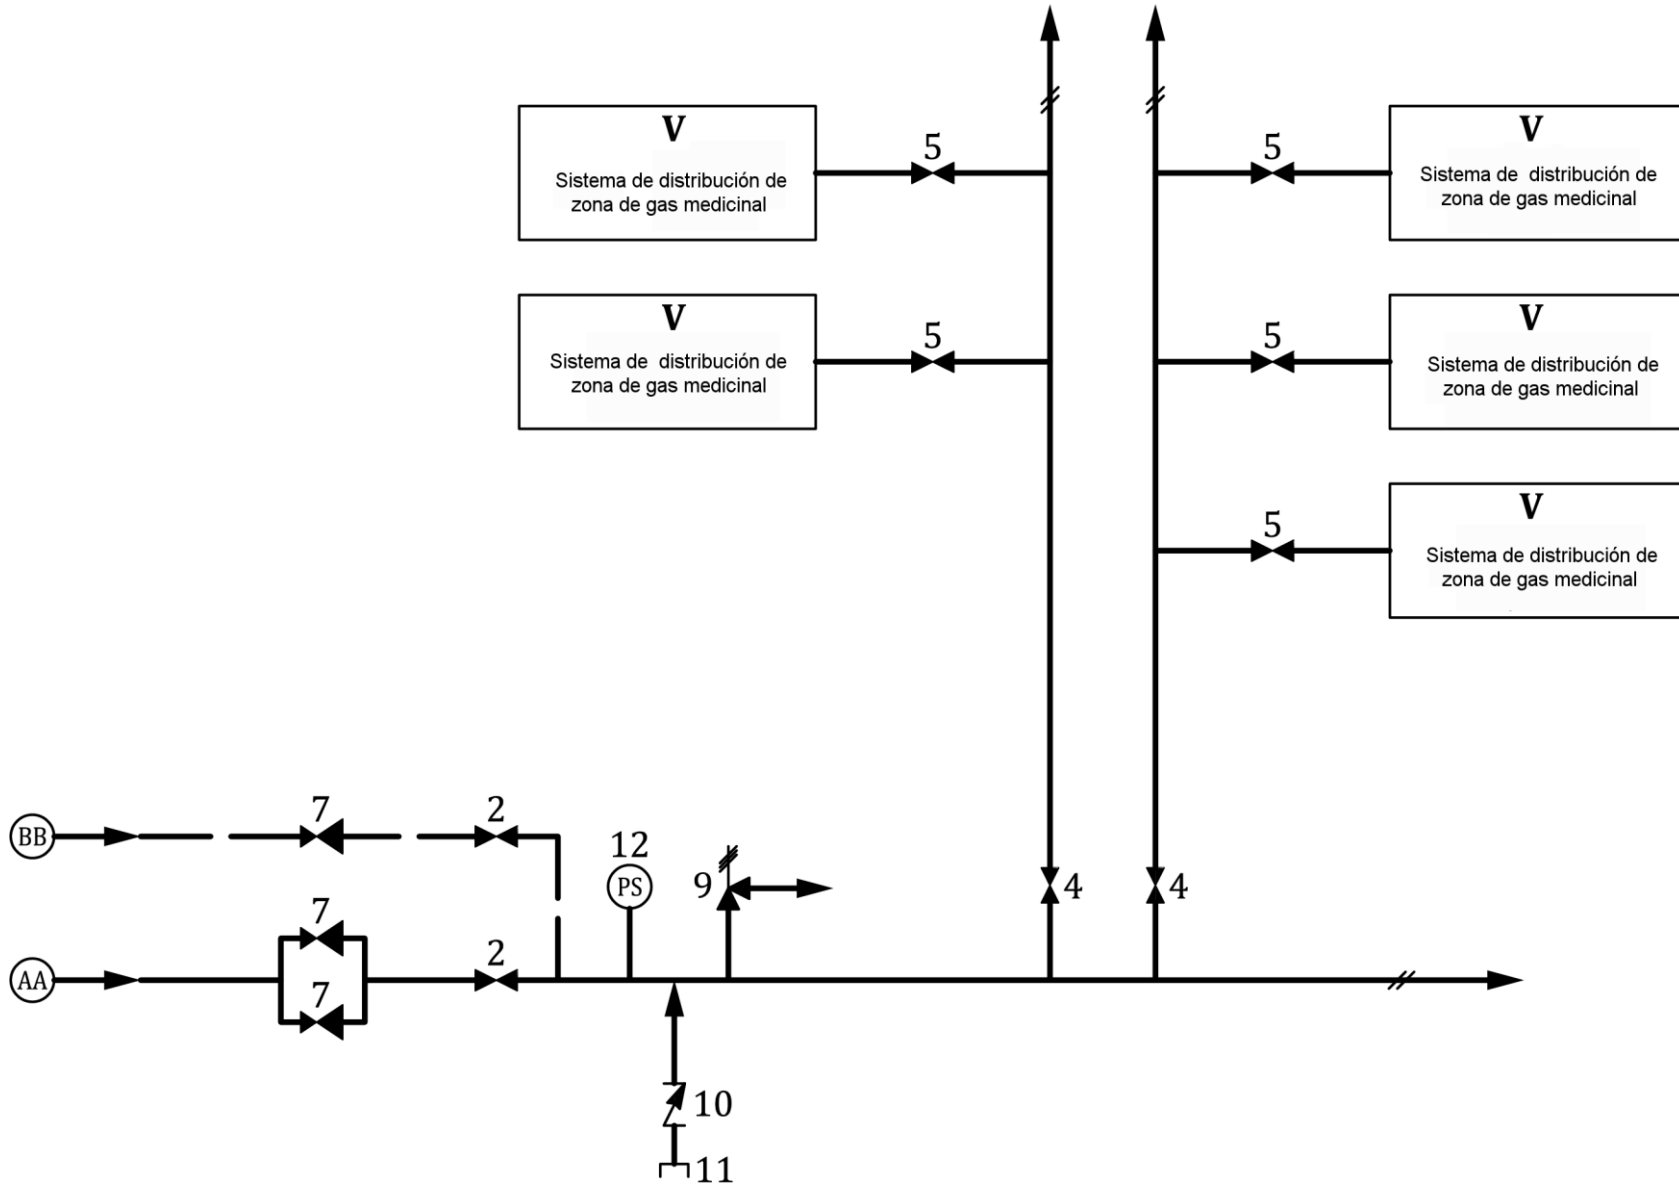 V
Sistema de distribución de
zona de gas medicinal
5
5
V
Sistema de distribución de
zona de gas medicinal
V
Sistema de distribución de
zona de gas medicinal
5
5
V
Sistema de distribución de
zona de gas medicinal
5
V
Sistema de distribución de
zona de gas medicinal
BB
7
2
12
PS
9
4
4
AA
7
7
2
10
11